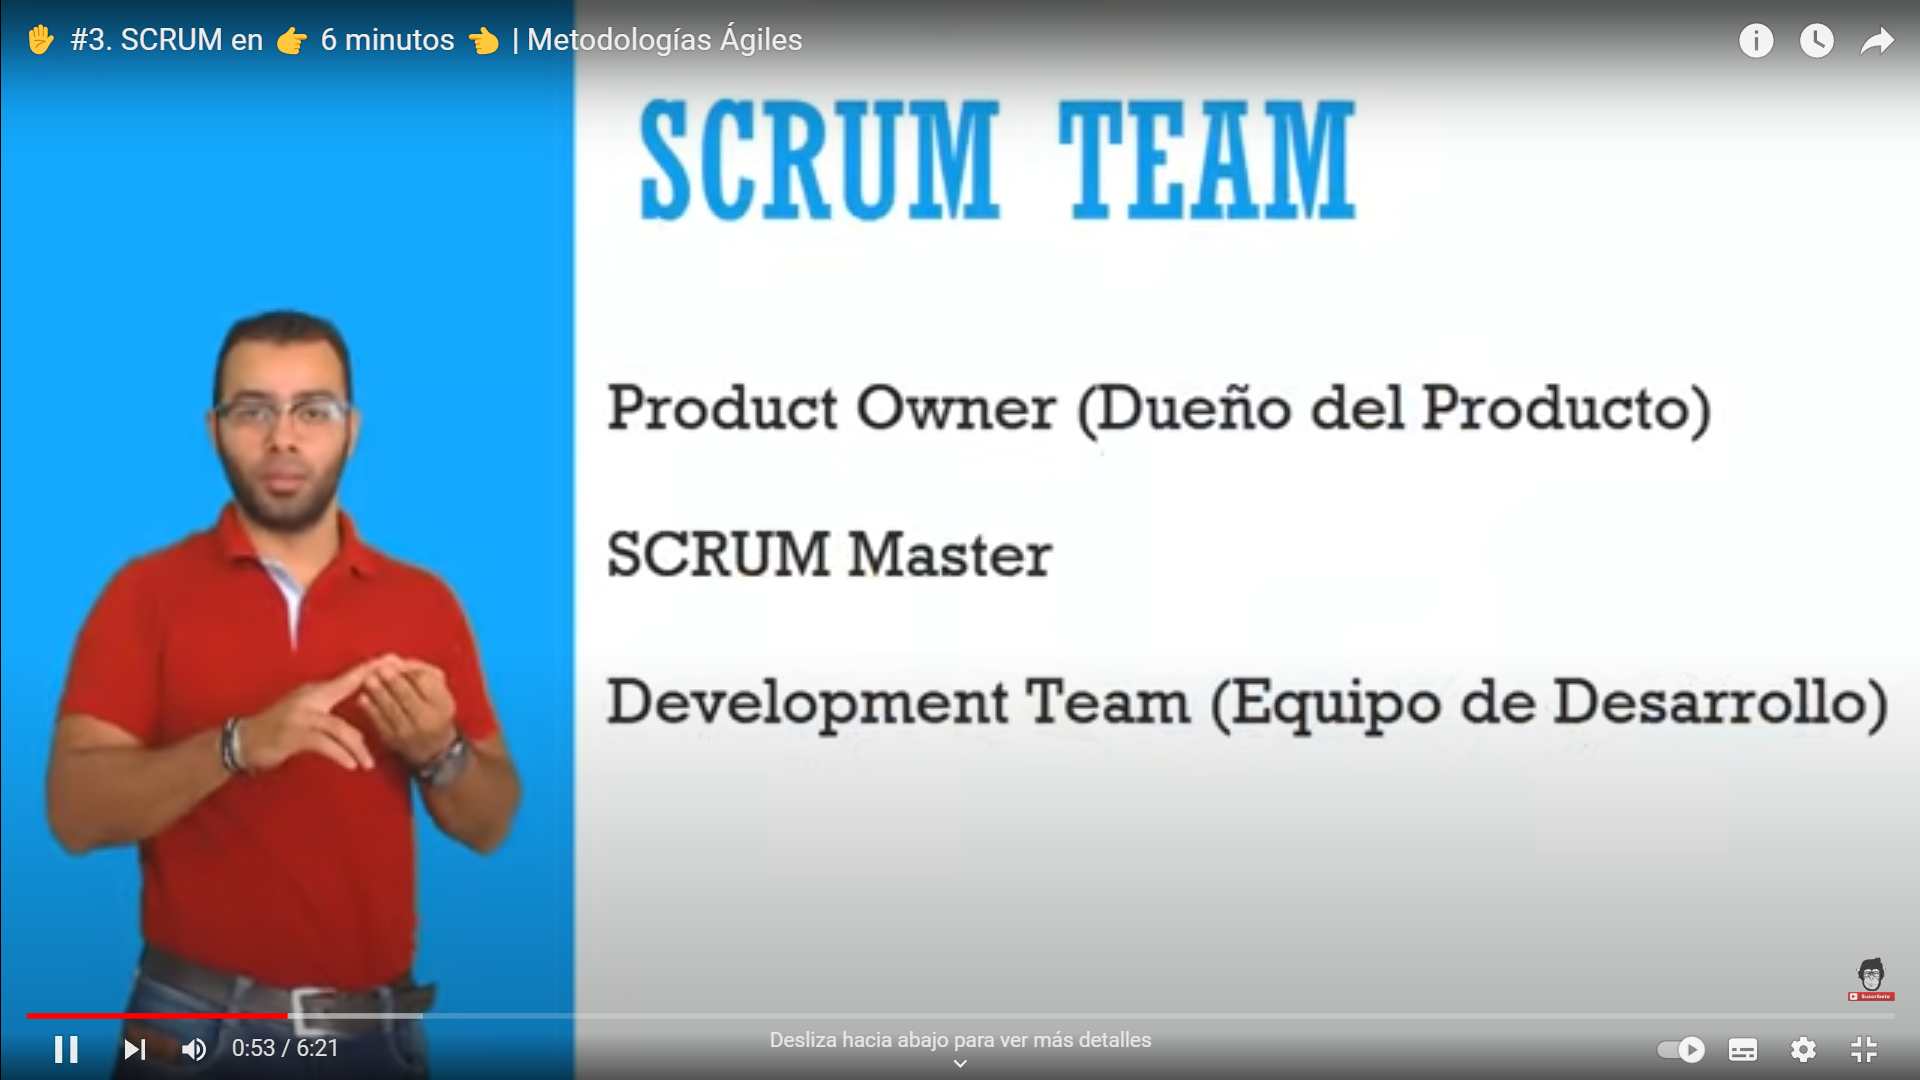 ✋ #3. SCRUM en 👉 6 minutos 👈 | Metodologías Ágiles
SCRUM TEAM
Product Owner (Dueño del Producto)
SCRUM Master
Development Team (Equipo de Desarrollo)
Suscríbete
0:53 / 6:21
Desliza hacia abajo para ver más detalles